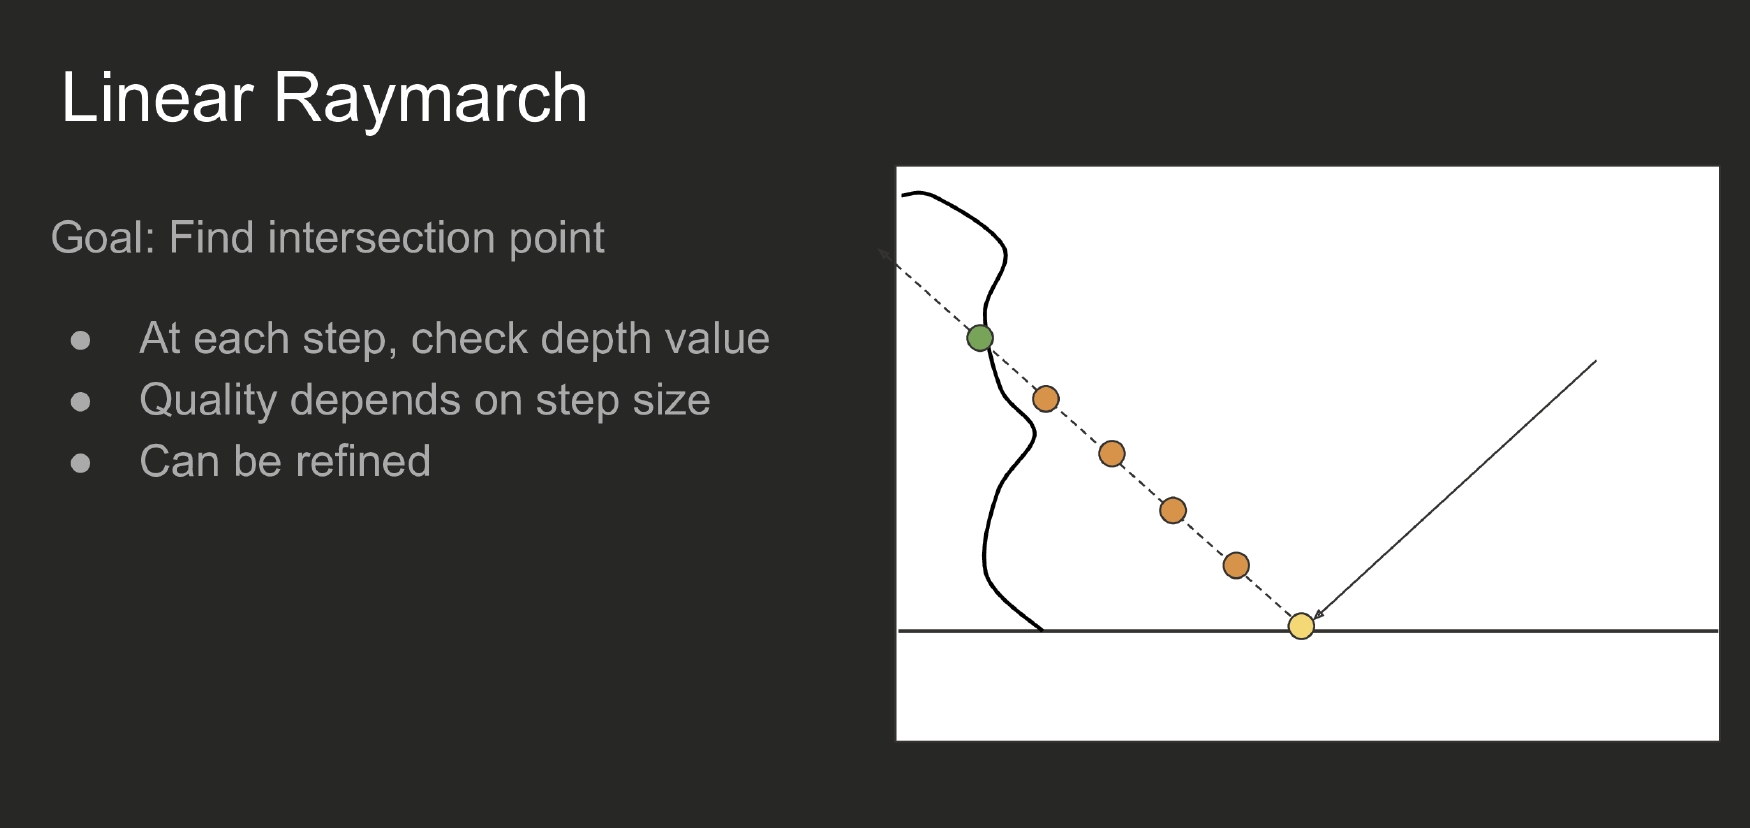 Linear Raymarch
Goal: Find intersection point
● At each step, check depth value
● Quality depends on step size
● Can be refined